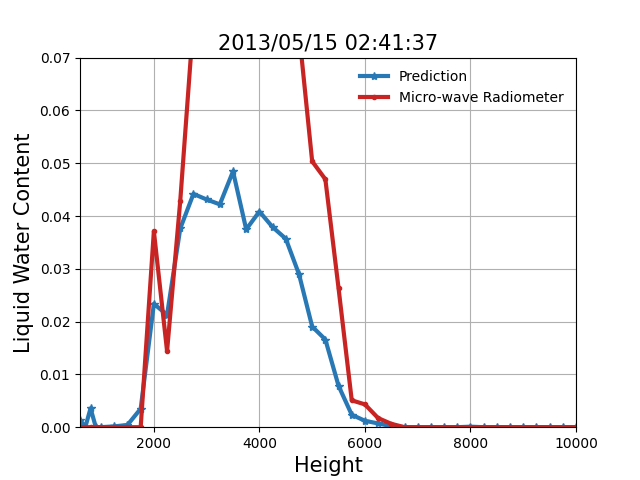 2013/05/15 02:41:37
0.07
0.06
0.05
0.04
0.03
0.02
0.01
0.00
Liquid Water Content
Prediction
Micro-wave Radiometer
2000 4000 6000 8000 10000
Height